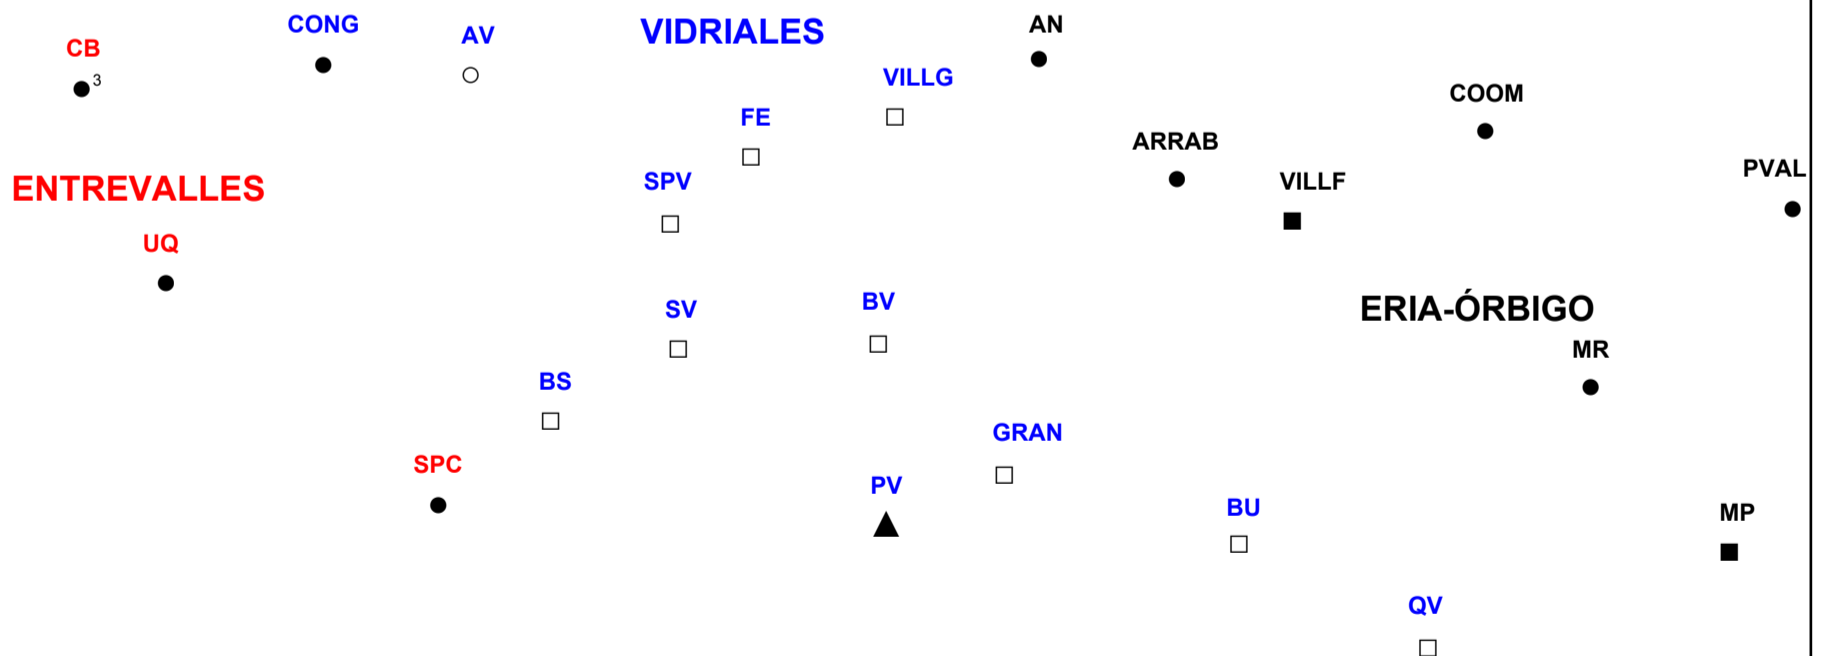 CONG
AV
VIDRIALES
AN
CB
3
VILLG
COOM
FE
ARRAB
PVAL
ENTREVALLES
SPV
VILLF
UQ
SV
BV
ERIA-ÓRBIGO
MR
BS
GRAN
SPC
PV
BU
MP
QV